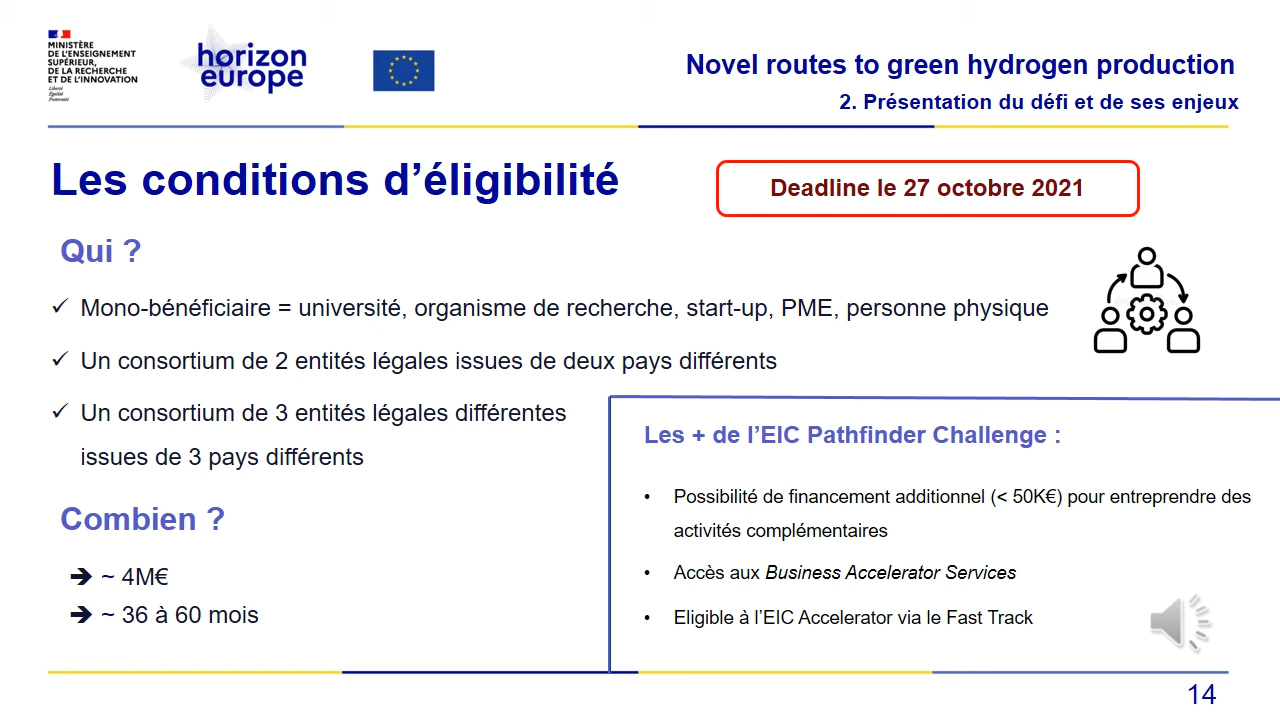 MINISTÈRE
DE L'ENSEIGNEMENT
SUPÉRIEUR,
DE LA RECHERCHE
ET DE L'INNOVATION
Liberté
Égalité
Fraternité
horizon
europe
Novel routes to green hydrogen production
2. Présentation du défi et de ses enjeux
Les conditions d’éligibilité
Deadline le 27 octobre 2021
Qui ?
✓ Mono-bénéficiaire = université, organisme de recherche, start-up, PME, personne physique
✓ Un consortium de 2 entités légales issues de deux pays différents
✓ Un consortium de 3 entités légales différentes
issues de 3 pays différents
Combien ?
➔ ~ 4M€
➔ ~ 36 à 60 mois
Les + de l’EIC Pathfinder Challenge :
• Possibilité de financement additionnel (< 50K€) pour entreprendre des
activités complémentaires
• Accès aux Business Accelerator Services
• Eligible à l’EIC Accelerator via le Fast Track
14